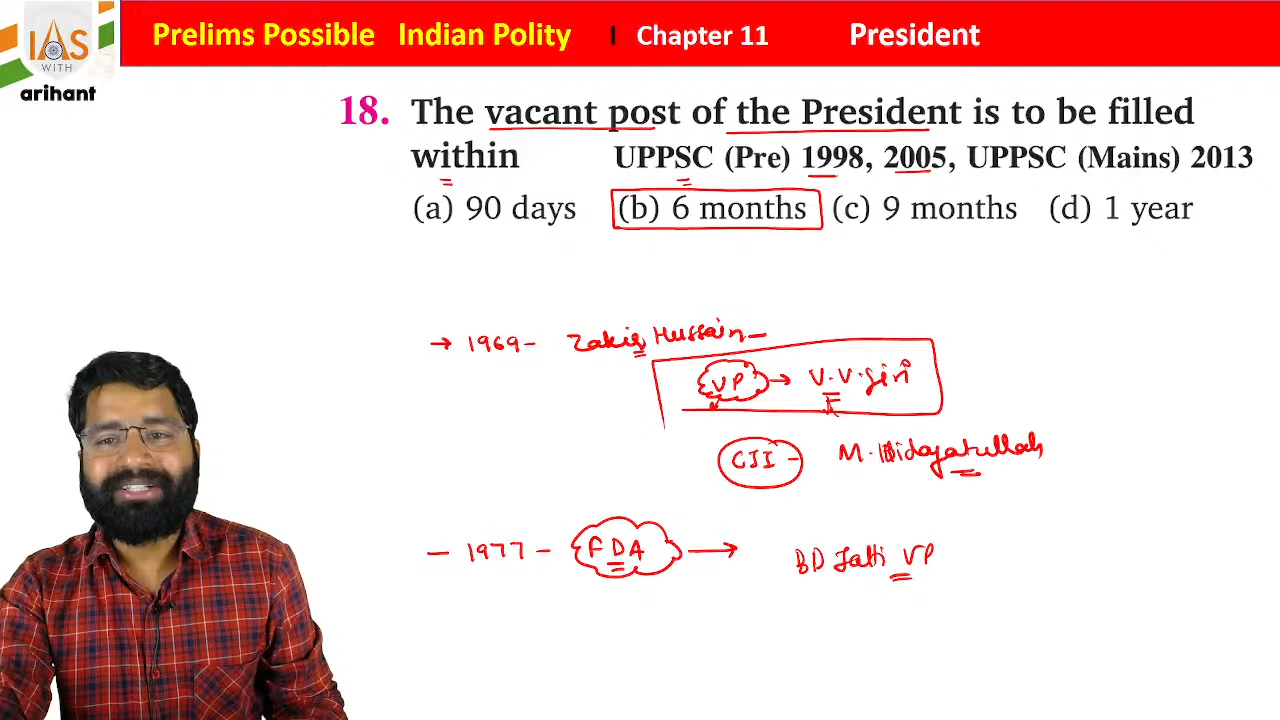 IAS
WITH
arihant
Prelims Possible Indian Polity | Chapter 11 President
18. The vacant post of the President is to be filled
within UPPSC (Pre) 1998, 2005, UPPSC (Mains) 2013
(a) 90 days (b) 6 months (c) 9 months (d) 1 year
→ 1969 - Zakir Hussain -
VP → V.V.giri
CJI - M. Hidayatullah
- 1977 - FDA → BD Jatti VP